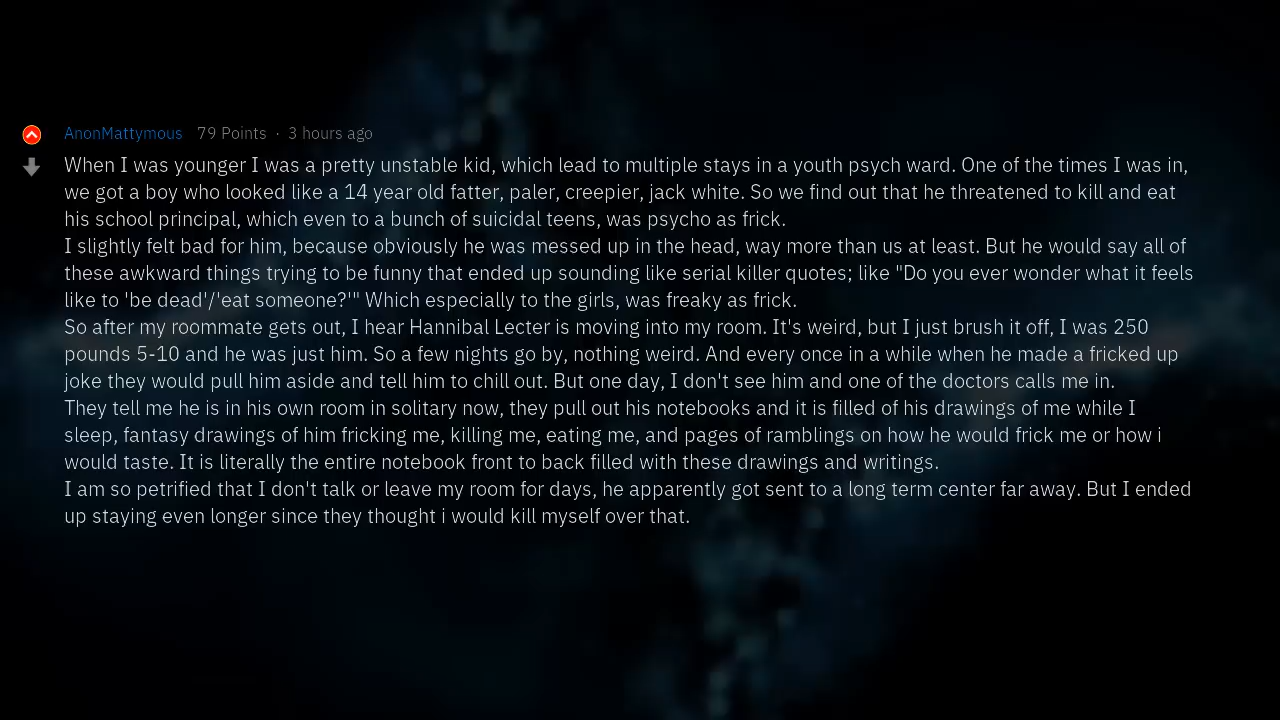 AnonMattymous 79 Points · 3 hours ago
When I was younger I was a pretty unstable kid, which lead to multiple stays in a youth psych ward. One of the times I was in,
we got a boy who looked like a 14 year old fatter, paler, creepier, jack white. So we find out that he threatened to kill and eat
his school principal, which even to a bunch of suicidal teens, was psycho as frick.
I slightly felt bad for him, because obviously he was messed up in the head, way more than us at least. But he would say all of
these awkward things trying to be funny that ended up sounding like serial killer quotes; like "Do you ever wonder what it feels
like to 'be dead'/'eat someone?'" Which especially to the girls, was freaky as frick.
So after my roommate gets out, I hear Hannibal Lecter is moving into my room. It's weird, but I just brush it off, I was 250
pounds 5-10 and he was just him. So a few nights go by, nothing weird. And every once in a while when he made a fricked up
joke they would pull him aside and tell him to chill out. But one day, I don't see him and one of the doctors calls me in.
They tell me he is in his own room in solitary now, they pull out his notebooks and it is filled of his drawings of me while I
sleep, fantasy drawings of him fricking me, killing me, eating me, and pages of ramblings on how he would frick me or how i
would taste. It is literally the entire notebook front to back filled with these drawings and writings.
I am so petrified that I don't talk or leave my room for days, he apparently got sent to a long term center far away. But I ended
up staying even longer since they thought i would kill myself over that.